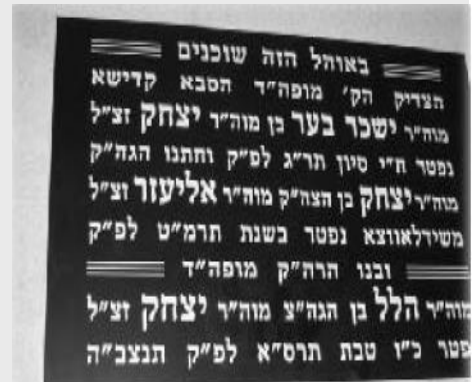 באוהל הזה שוכנים
הצדיק הק' מופה״ד הסבא קדישא
מוה״ר ישכר בער בן מוה״ר יצחק זצ״ל
נפטר ח״י סיון תר״ג לפ״ק וחתנו הגה״ק
מוה״ר יצחק בן הצה״ק מוה״ר אליעזר זצ״ל
משידלאווצא נפטר בשנת תרמ״ט לפ״ק
ובנו הרה״ק מופה״ד
מוה״ר הלל בן הגה״צ מוה״ר יצחק זצ״ל
נפטר כ״ז טבת תרס״א לפ״ק תנצב״ה